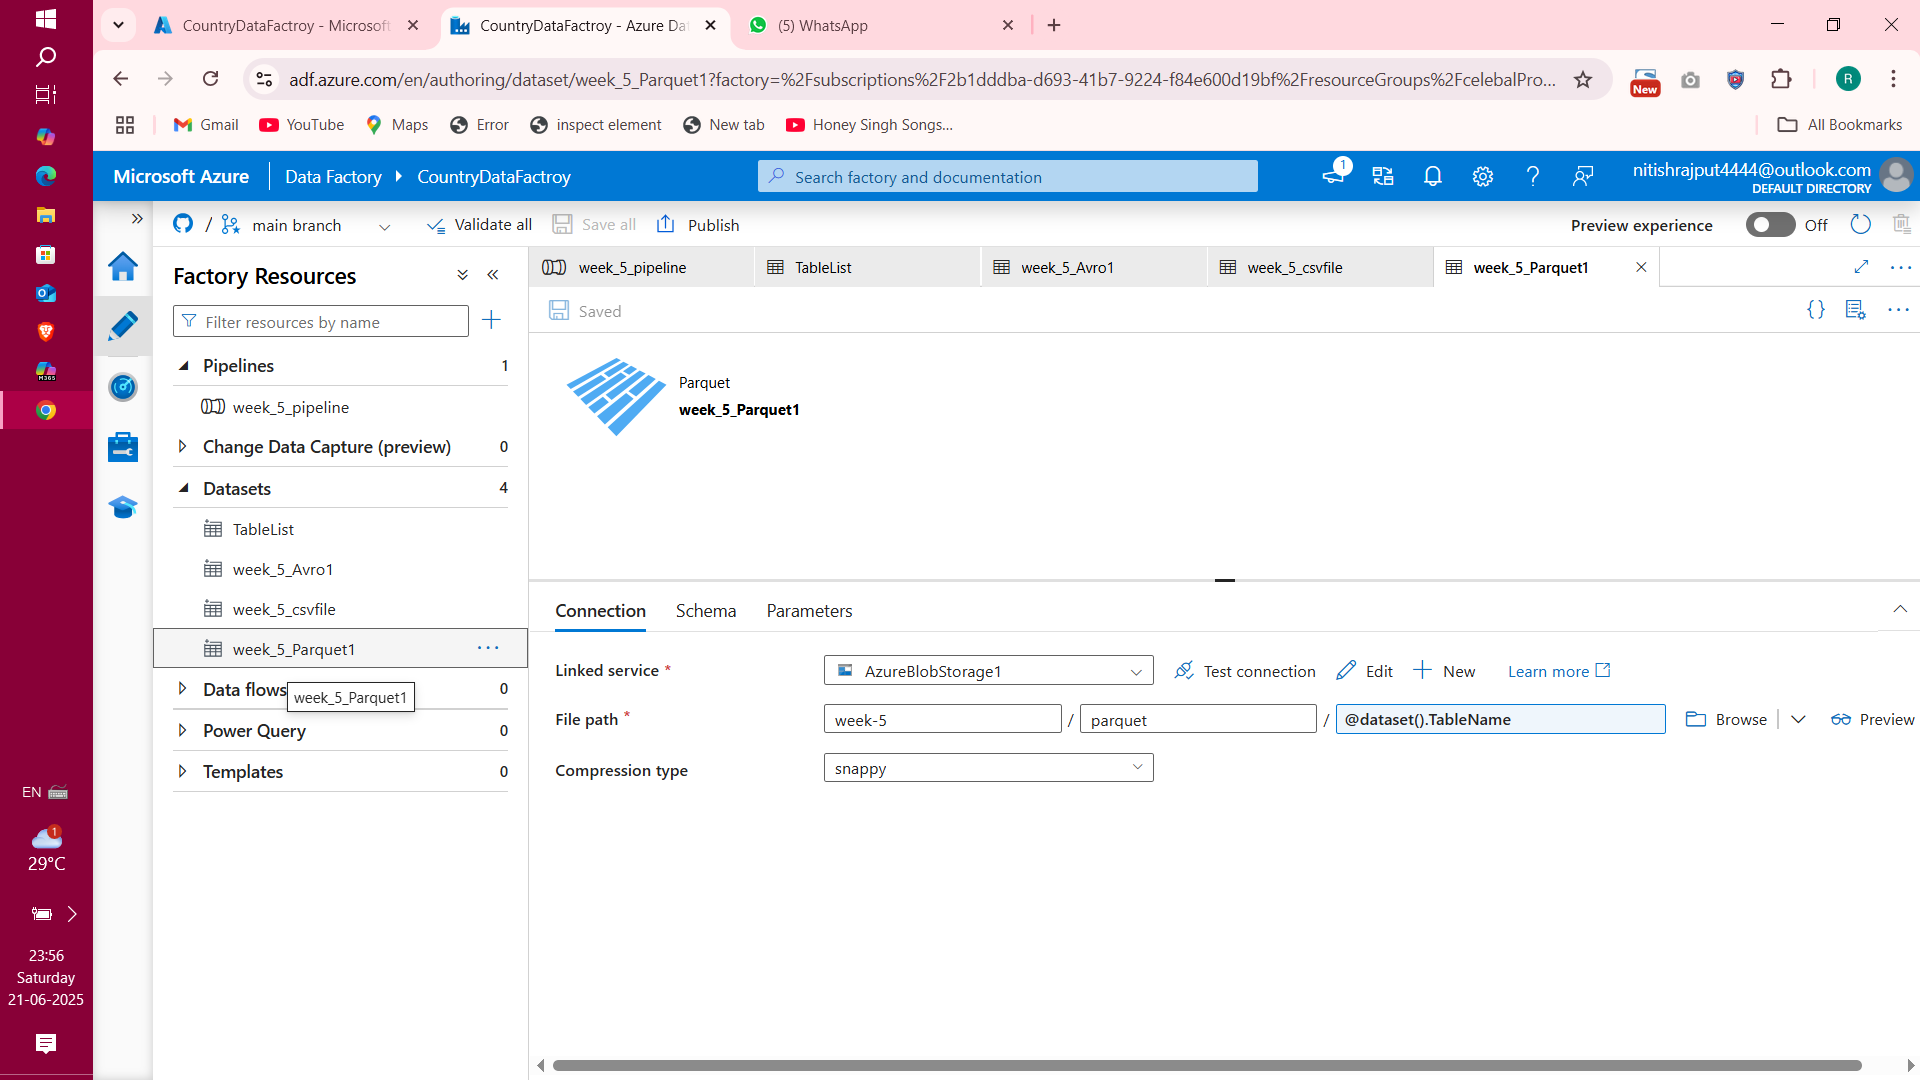 CountryDataFactroy - Microsoft
CountryDataFactroy - Azure Dat
(5) WhatsApp
adf.azure.com/en/authoring/dataset/week_5_Parquet1?factory=%2Fsubscriptions%2F2b1dddba-d693-41b7-9224-f84e600d19bf%2FresourceGroups%2FcelebalPro...
New
R
Gmail
YouTube
Maps
Error
inspect element
New tab
Honey Singh Songs...
All Bookmarks
Microsoft Azure
Data Factory
CountryDataFactroy
Search factory and documentation
1
nitishrajput4444@outlook.com
DEFAULT DIRECTORY
/ main branch
Validate all
Save all
Publish
Preview experience
Off
Factory Resources
Filter resources by name
Pipelines 1
week_5_pipeline
Change Data Capture (preview) 0
Datasets 4
TableList
week_5_Avro1
week_5_csvfile
week_5_Parquet1
Data flows 0
week_5_Parquet1
Power Query 0
Templates 0
week_5_pipeline
TableList
week_5_Avro1
week_5_csvfile
week_5_Parquet1
Saved
{}
Parquet
week_5_Parquet1
Connection
Schema
Parameters
Linked service *
AzureBlobStorage1
Test connection
Edit
New
Learn more
File path *
week-5 / parquet / @dataset().TableName
Browse
Preview
Compression type
snappy
M365
EN
1
29°C
23:56
Saturday
21-06-2025